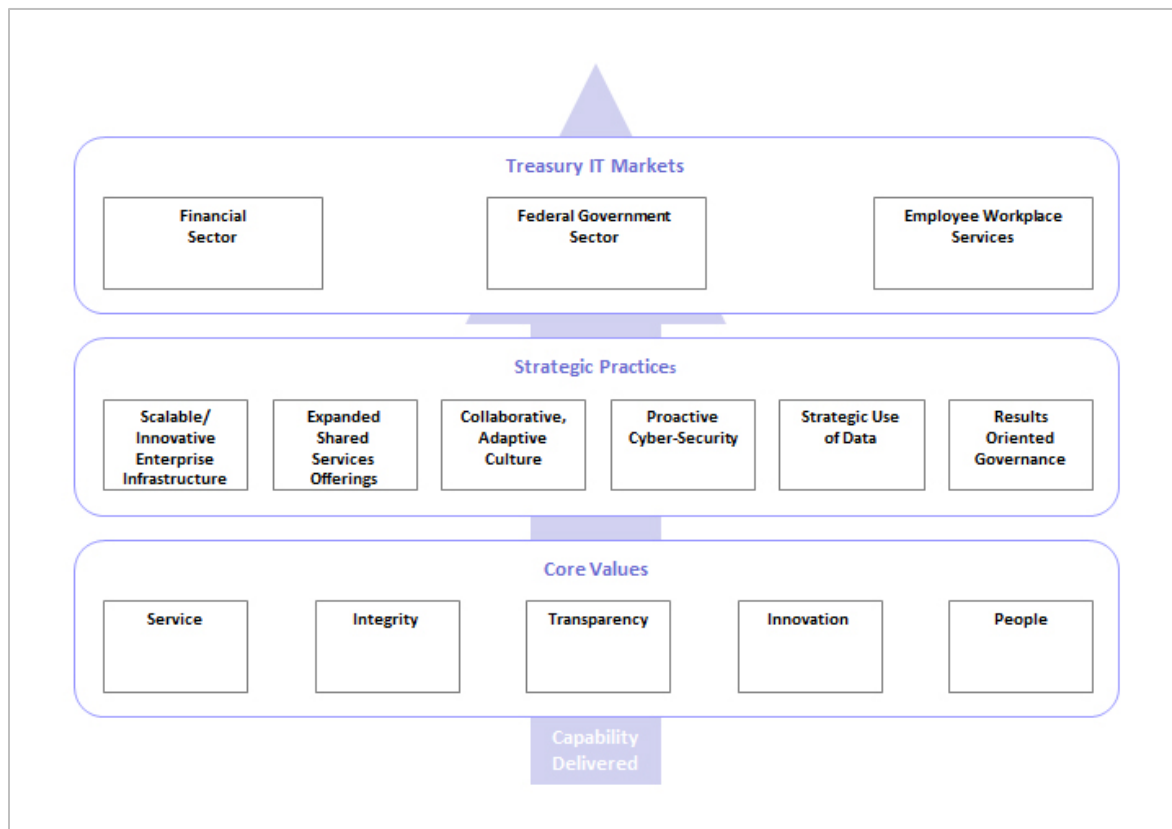 Treasury IT Markets
Financial
Sector
Federal Government
Sector
Employee Workplace
Services
Strategic Practices
Scalable/
Innovative
Enterprise
Infrastructure
Expanded
Shared
Services
Offerings
Collaborative,
Adaptive
Culture
Proactive
Cyber-Security
Strategic Use
of Data
Results
Oriented
Governance
Core Values
Service
Integrity
Transparency
Innovation
People
Capability
Delivered